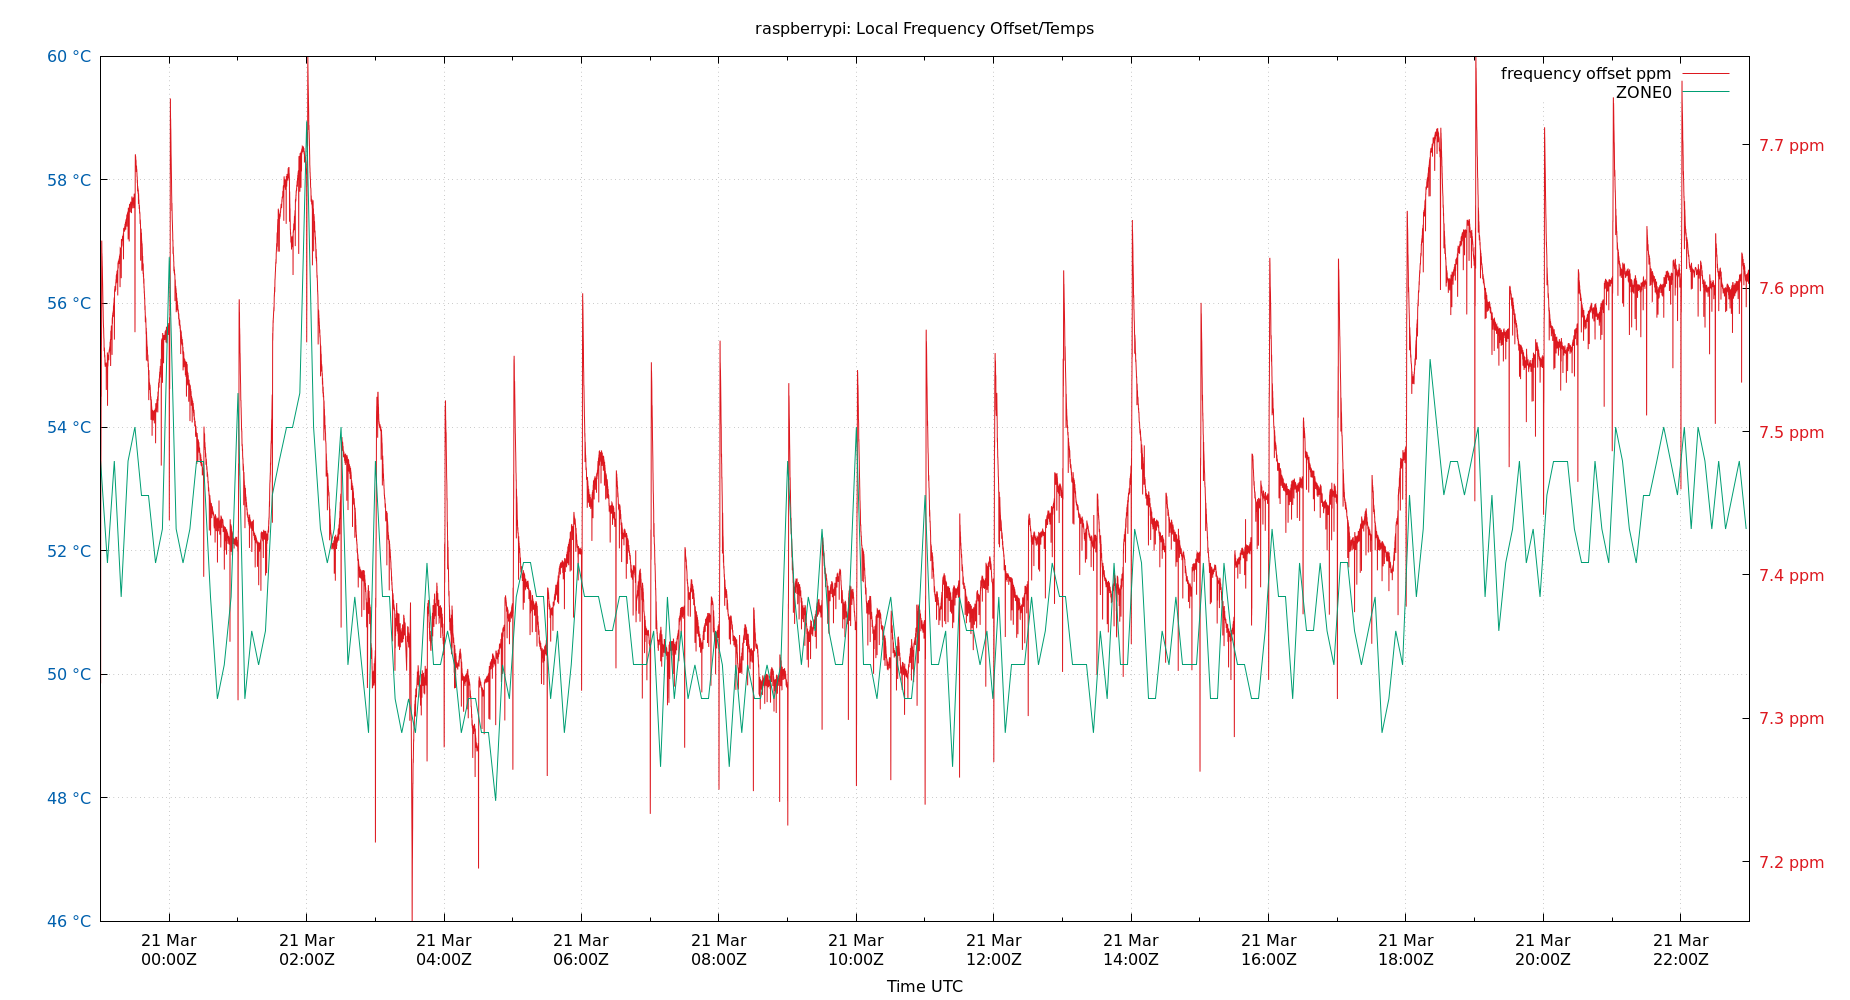 raspberrypi: Local Frequency Offset/Temps
frequency offset ppm
ZONE0
60 °C
58 °C
56 °C
54 °C
52 °C
50 °C
48 °C
46 °C
7.7 ppm
7.6 ppm
7.5 ppm
7.4 ppm
7.3 ppm
7.2 ppm
21 Mar 21 Mar 21 Mar 21 Mar 21 Mar 21 Mar 21 Mar 21 Mar 21 Mar 21 Mar 21 Mar 21 Mar
00:00Z 02:00Z 04:00Z 06:00Z 08:00Z 10:00Z 12:00Z 14:00Z 16:00Z 18:00Z 20:00Z 22:00Z
Time UTC